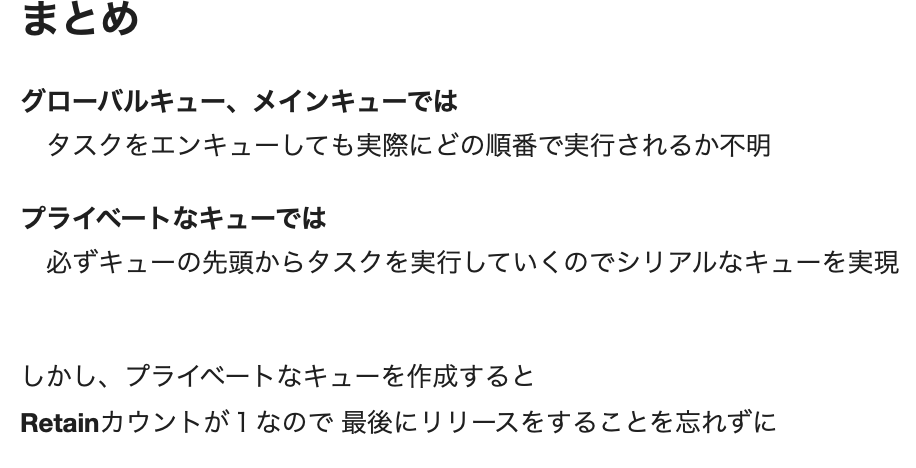 まとめ
グローバルキュー、メインキューでは
タスクをエンキューしても実際にどの順番で実行されるか不明
プライベートなキューでは
必ずキューの先頭からタスクを実行していくのでシリアルなキューを実現
しかし、プライベートなキューを作成すると
Retainカウントが１なので 最後にリリースをすることを忘れずに